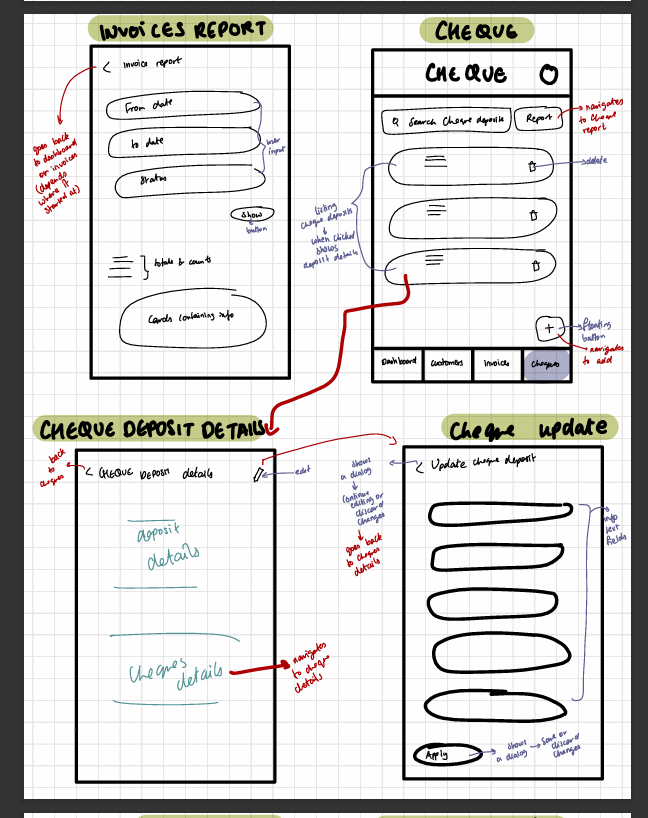 INVOICES REPORT
< invoice report
From date
to date
Status
user
input
Show
button
totals & counts
Cards containing info
goes back
to dashboard
or invoices
(depends
where it
started at)
CHEQUE
CHEQUE
Search Cheque deposits
Report
navigates
to Cheque
report
delete
listing
cheque deposits
when clicked
shows
deposit details
+
floating
button
navigates
to add
Dashboard
customers
invoices
Cheques
CHEQUE DEPOSIT DETAILS
back
to
cheques
< CHEQUE DEPOSIT details
edit
deposit
details
Cheques
details
navigates
to cheque
details
Cheque update
< Update cheque deposit
shows
a dialog
Continue
editing or
discard
changes
goes back
to cheques
details
info
text
fields
Apply
shows
a dialog
Save or
discard
changes